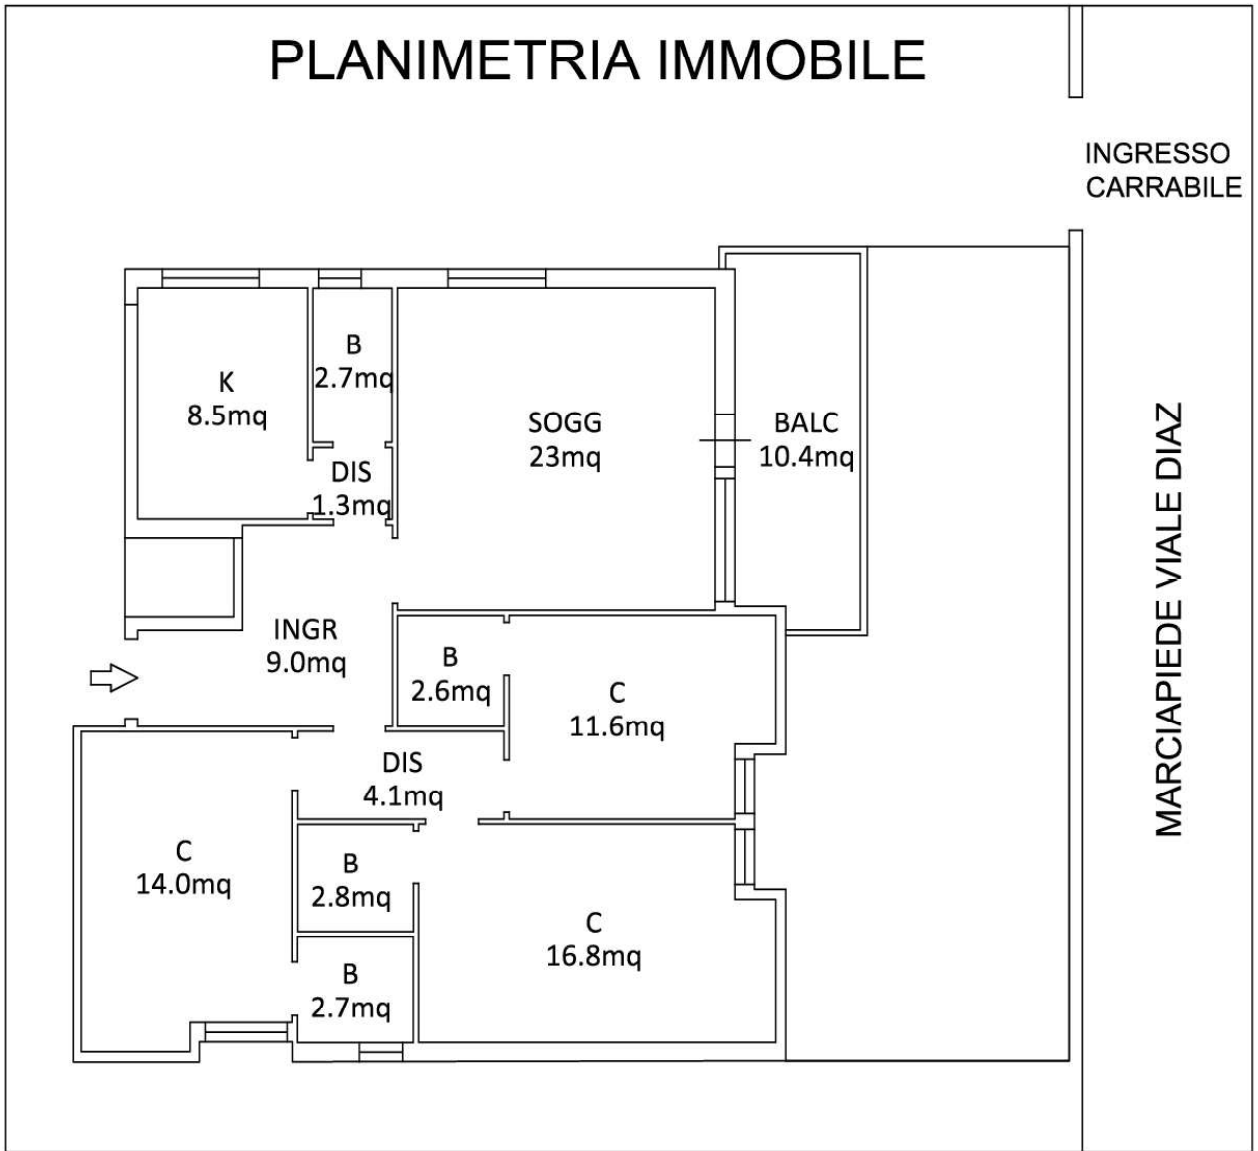 PLANIMETRIA IMMOBILE
INGRESSO
CARRABILE
B
2.7mq
K
8.5mq
SOGG
23mq
BALC
10.4mq
DIS
1.3mq
INGR
9.0mq
B
2.6mq
C
11.6mq
DIS
4.1mq
C
14.0mq
B
2.8mq
C
16.8mq
B
2.7mq
MARCIAPIEDE VIALE DIAZ